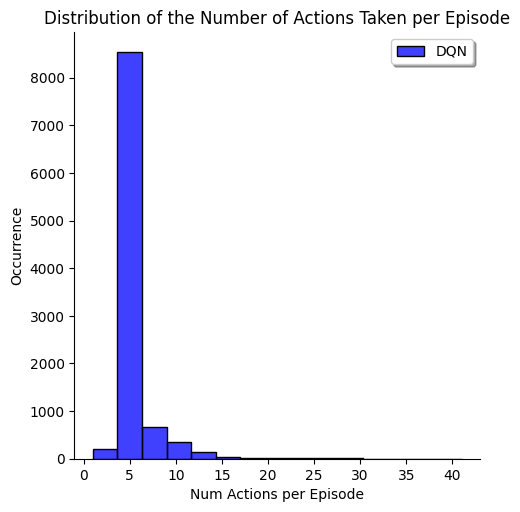 Distribution of the Number of Actions Taken per Episode
DQN
8000
7000
6000
5000
4000
3000
2000
1000
0
Occurrence
0 5 10 15 20 25 30 35 40
Num Actions per Episode